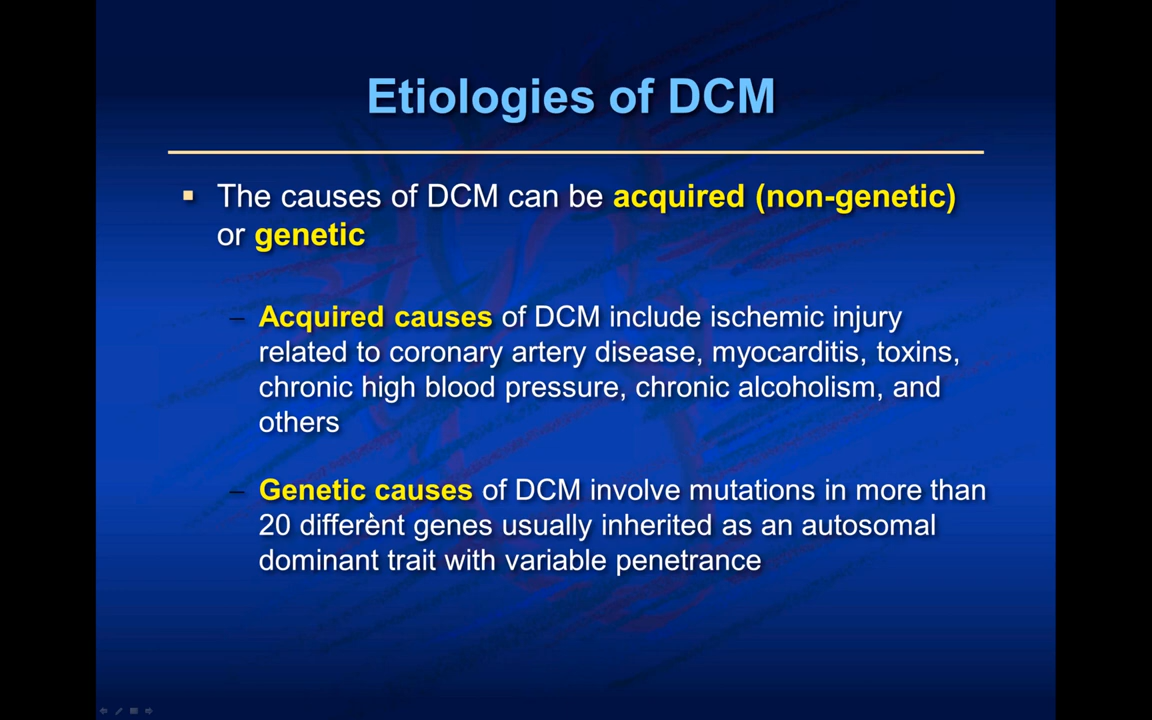 Etiologies of DCM
▪ The causes of DCM can be acquired (non-genetic)
or genetic
– Acquired causes of DCM include ischemic injury
related to coronary artery disease, myocarditis, toxins,
chronic high blood pressure, chronic alcoholism, and
others
– Genetic causes of DCM involve mutations in more than
20 different genes usually inherited as an autosomal
dominant trait with variable penetrance